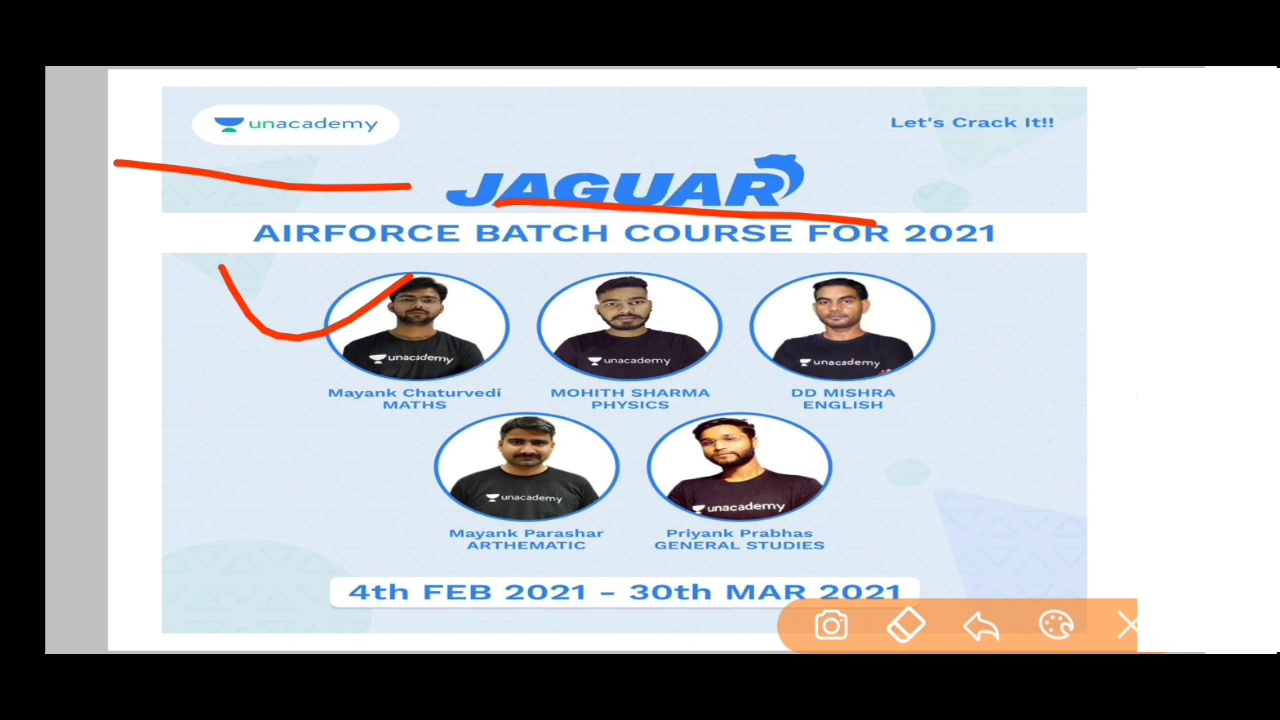 unacademy
Let's Crack It!!
JAGUAR
AIRFORCE BATCH COURSE FOR 2021
unacademy unacademy unacademy
Mayank Chaturvedi MOHITH SHARMA DD MISHRA
MATHS PHYSICS ENGLISH
unacademy unacademy
Mayank Parashar Priyank Prabhas
ARTHEMATIC GENERAL STUDIES
4th FEB 2021 - 30th MAR 2021